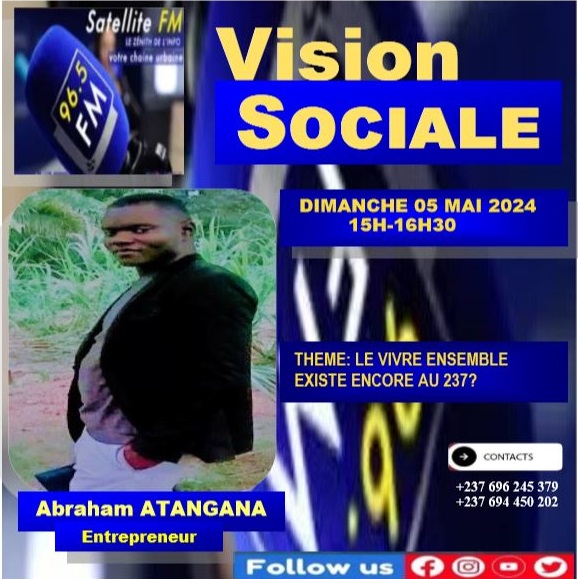 Satellite FM
LE ZÉNITH DE L'INFO
votre chaine urbaine
96.5
FM
Vision
SOCIALE
DIMANCHE 05 MAI 2024
15H-16H30
THEME: LE VIVRE ENSEMBLE
EXISTE ENCORE AU 237?
CONTACTS
+237 696 245 379
+237 694 450 202
Abraham ATANGANA
Entrepreneur
Follow us